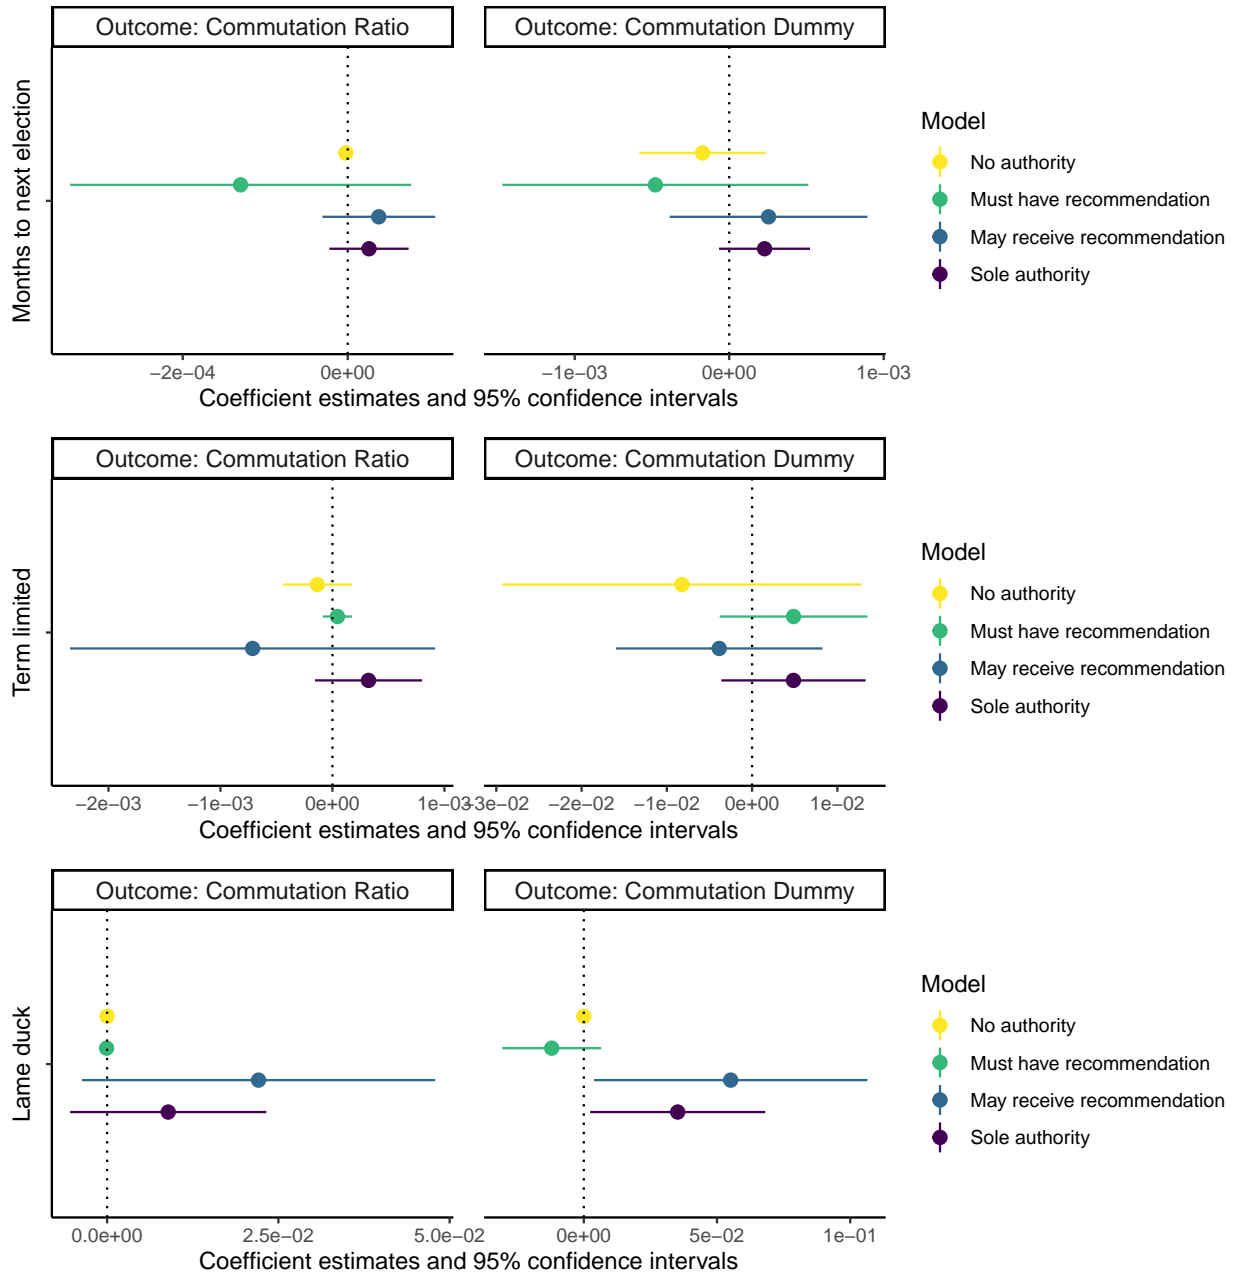 Outcome: Commutation Ratio
Outcome: Commutation Dummy
Months to next election
−2e−04
0e+00
−1e−03
0e+00
1e−03
Coefficient estimates and 95% confidence intervals
Model
No authority
Must have recommendation
May receive recommendation
Sole authority
Outcome: Commutation Ratio
Outcome: Commutation Dummy
Term limited
−2e−03
−1e−03
0e+00
1e−03
−3e−02
−2e−02
−1e−02
0e+00
1e−02
Coefficient estimates and 95% confidence intervals
Model
No authority
Must have recommendation
May receive recommendation
Sole authority
Outcome: Commutation Ratio
Outcome: Commutation Dummy
Lame duck
0.0e+00
2.5e−02
5.0e−02
0e+00
5e−02
1e−01
Coefficient estimates and 95% confidence intervals
Model
No authority
Must have recommendation
May receive recommendation
Sole authority